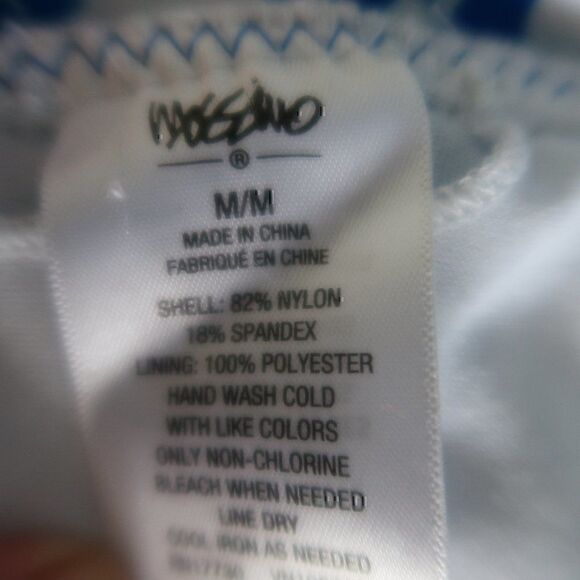 mossimo
®
M/M
MADE IN CHINA
FABRIQUÉ EN CHINE
SHELL: 82% NYLON
18% SPANDEX
LINING: 100% POLYESTER
HAND WASH COLD
WITH LIKE COLORS
ONLY NON-CHLORINE
BLEACH WHEN NEEDED
LINE DRY
COOL IRON AS NEEDED